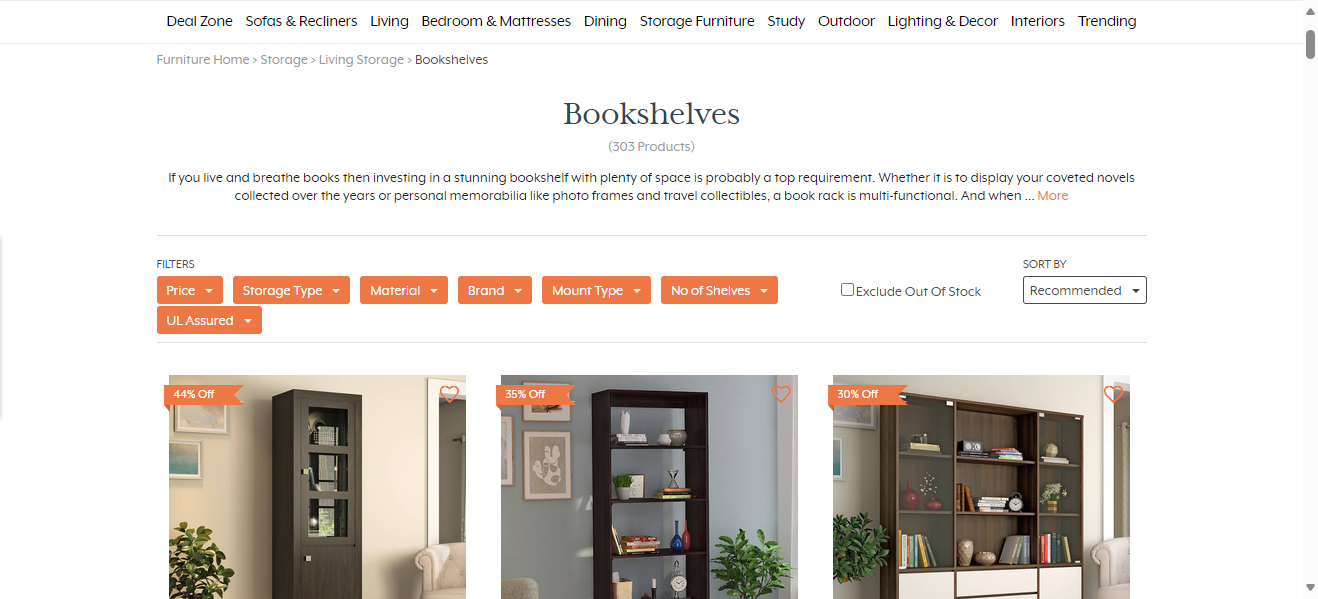 Deal Zone Sofas & Recliners Living Bedroom & Mattresses Dining Storage Furniture Study Outdoor Lighting & Decor Interiors Trending
Furniture Home > Storage > Living Storage > Bookshelves
Bookshelves
(303 Products)
If you live and breathe books then investing in a stunning bookshelf with plenty of space is probably a top requirement. Whether it is to display your coveted novels
collected over the years or personal memorabilia like photo frames and travel collectibles, a book rack is multi-functional. And when ... More
FILTERS
SORT BY
Price Storage Type Material Brand Mount Type No of Shelves
Exclude Out Of Stock
Recommended
UL Assured
44% Off
35% Off
30% Off